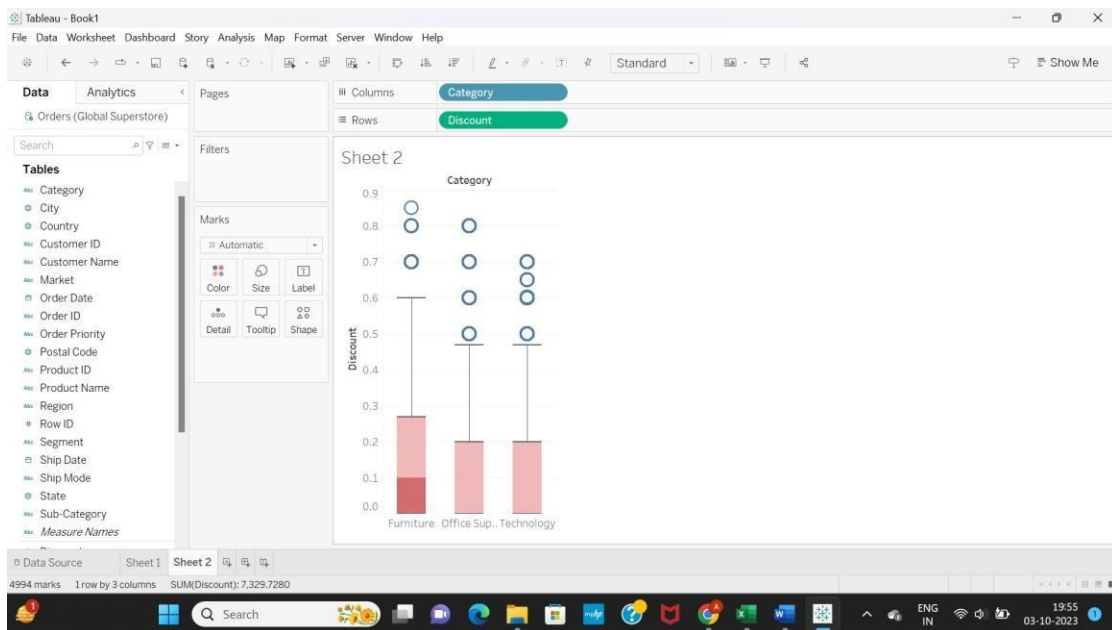 Tableau - Book1
File Data Worksheet Dashboard Story Analysis Map Format Server Window Help
Standard
Show Me
Data Analytics
Pages
Columns Category
Orders (Global Superstore)
Rows Discount
Search
Filters
Sheet 2
Tables
Category
City
Country
Customer ID
Customer Name
Market
Order Date
Order ID
Order Priority
Postal Code
Product ID
Product Name
Region
Row ID
Segment
Ship Date
Ship Mode
State
Sub-Category
Measure Names
Marks
Automatic
Color Size Label
Detail Tooltip Shape
Category
0.9
0.8
0.7
0.6
0.5
0.4
0.3
0.2
0.1
0.0
Discount
Furniture Office Sup.. Technology
Data Source Sheet 1 Sheet 2
4994 marks 1 row by 3 columns SUM(Discount): 7,329.7280
Search
ENG
IN
19:55
03-10-2023
1